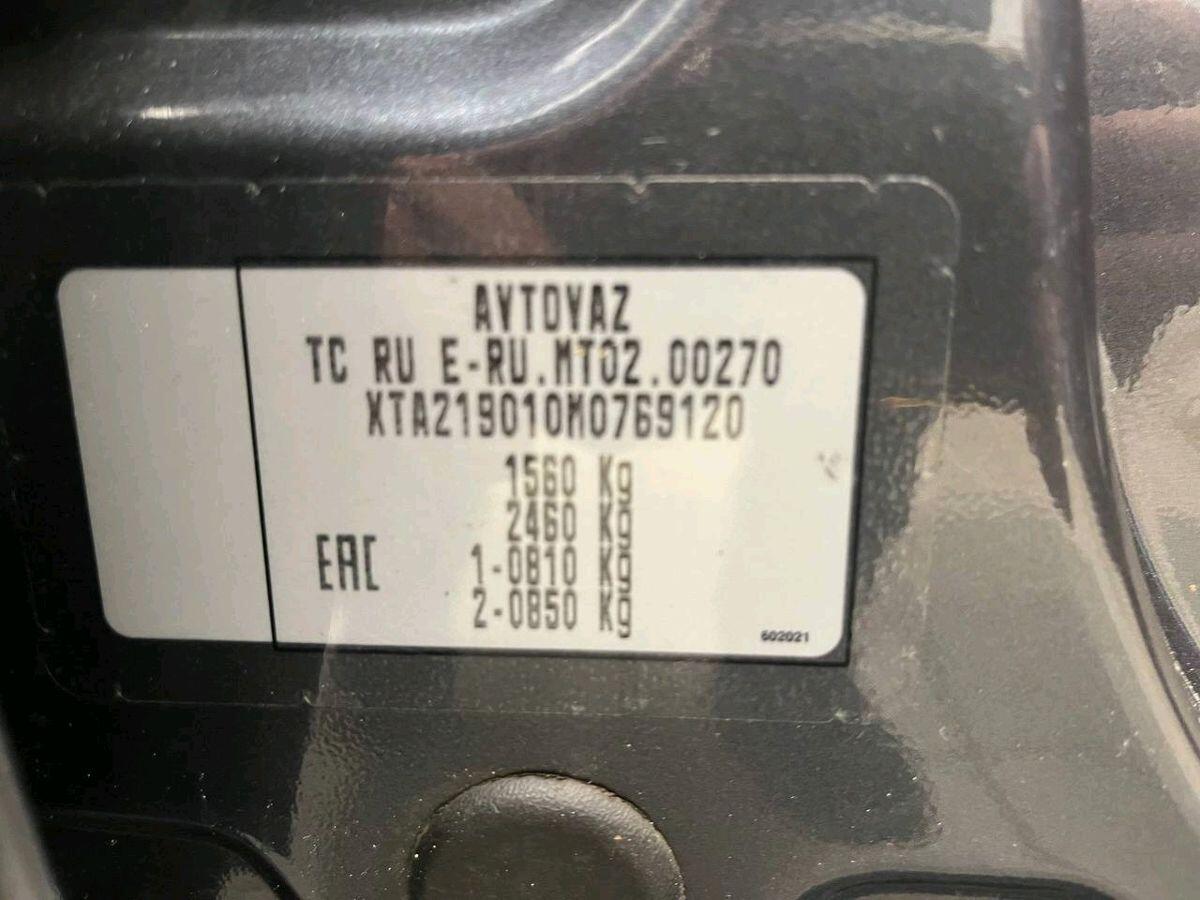 AVTOVAZ
TC RU E-RU.MT02.00270
XTA219010M0769120
1560 Kg
2460 Kg
EAC 1-0810 Kg
2-0850 Kg
602021